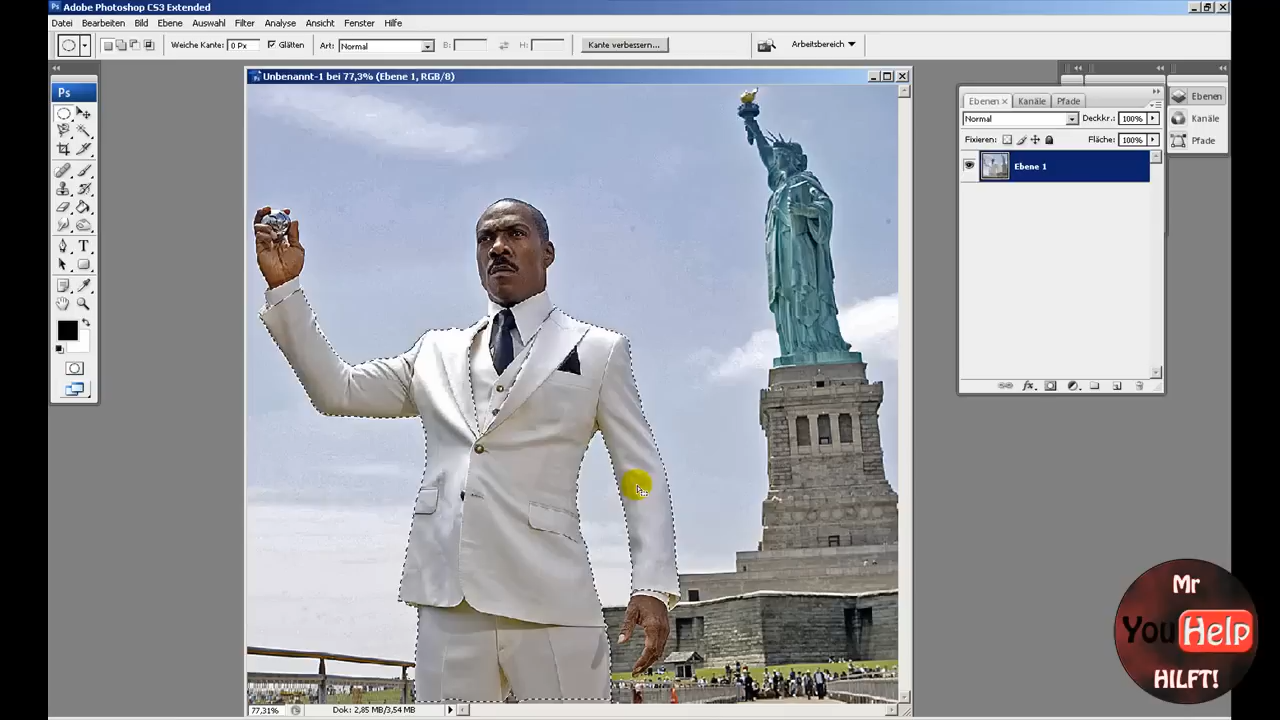 Adobe Photoshop CS3 Extended
Datei Bearbeiten Bild Ebene Auswahl Filter Analyse Ansicht Fenster Hilfe
Weiche Kante: 0 Px Glätten Art: Normal B: H: Kante verbessern... Arbeitsbereich
Ps
Unbenannt-1 bei 77,3% (Ebene 1, RGB/8)
Ebenen × Kanäle Pfade
Normal Deckkr.: 100%
Fixieren: Fläche: 100%
Ebene 1
Ebenen
Kanäle
Pfade
T
77,31% Dok: 2,85 MB/3,54 MB
Mr
YouHelp
HILFT!